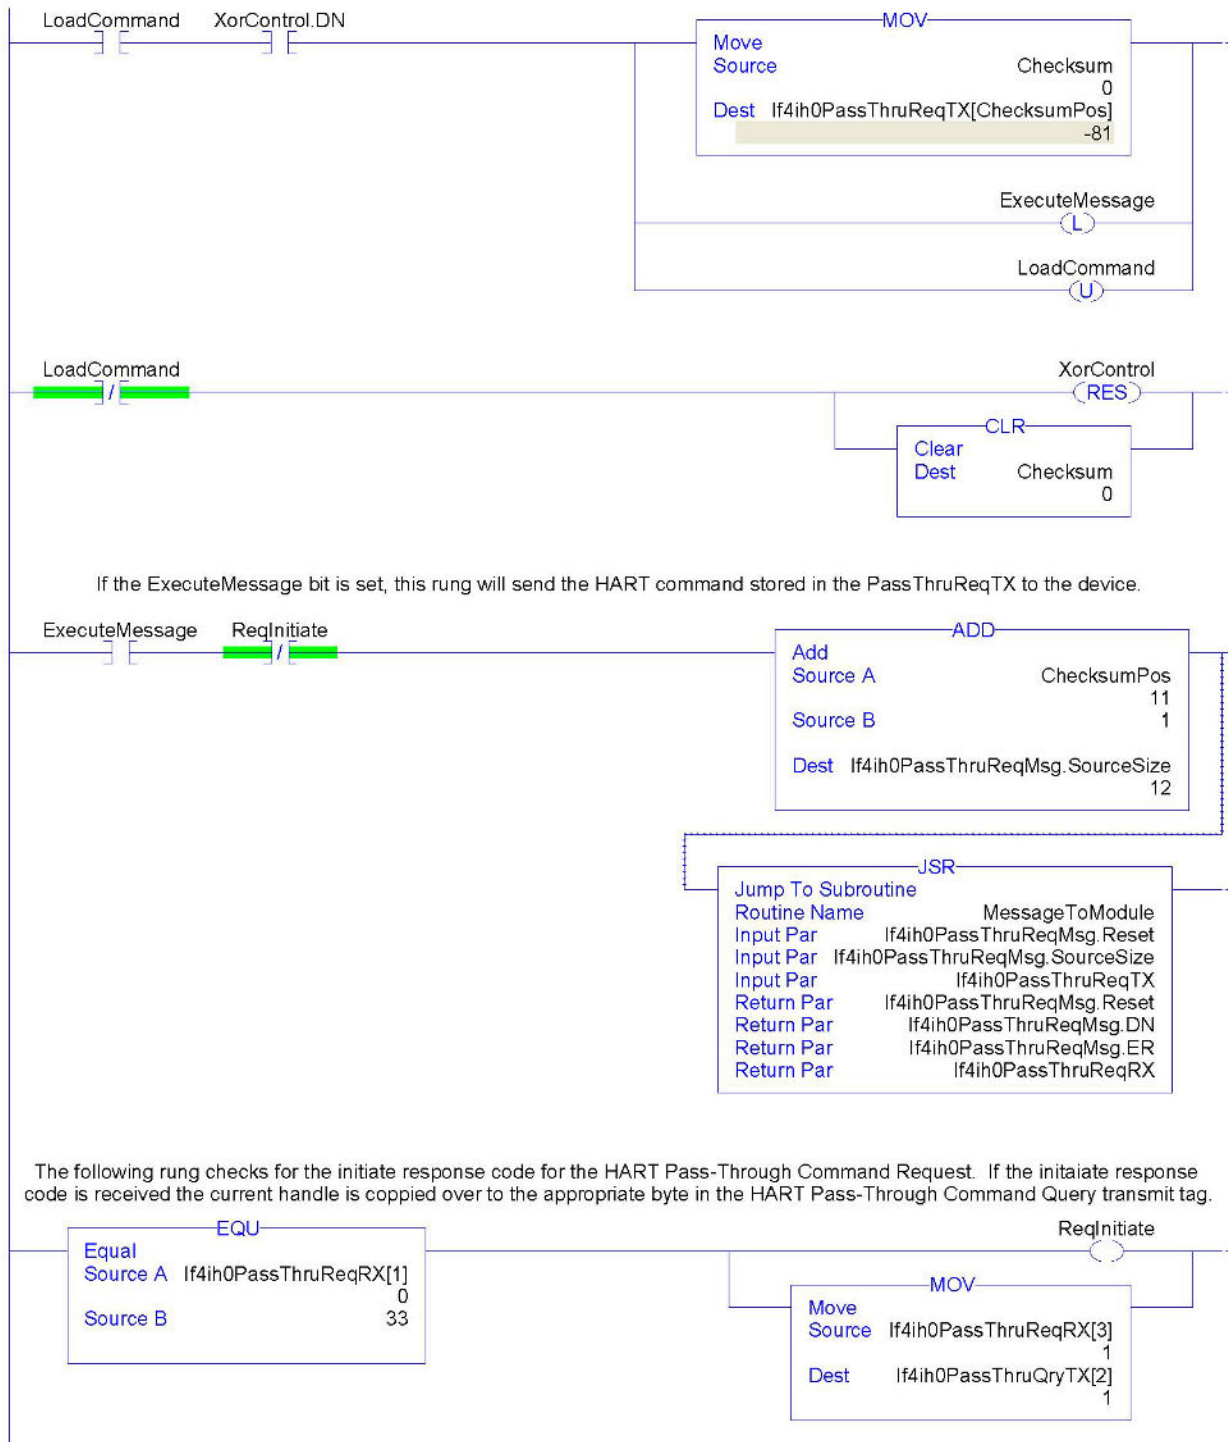 LoadCommand XorControl.DN
MOV
Move
Source Checksum
0
Dest If4ih0PassThruReqTX[ChecksumPos]
-81
ExecuteMessage
L
LoadCommand
U
LoadCommand XorControl
/ RES
CLR
Clear
Dest Checksum
0
If the ExecuteMessage bit is set, this rung will send the HART command stored in the PassThruReqTX to the device.
ExecuteMessage ReqInitiate
/
ADD
Add
Source A ChecksumPos
11
Source B 1
Dest If4ih0PassThruReqMsg.SourceSize
12
JSR
Jump To Subroutine
Routine Name MessageToModule
Input Par If4ih0PassThruReqMsg.Reset
Input Par If4ih0PassThruReqMsg.SourceSize
Input Par If4ih0PassThruReqTX
Return Par If4ih0PassThruReqMsg.Reset
Return Par If4ih0PassThruReqMsg.DN
Return Par If4ih0PassThruReqMsg.ER
Return Par If4ih0PassThruReqRX
The following rung checks for the initiate response code for the HART Pass-Through Command Request. If the initaiate response
code is received the current handle is coppied over to the appropriate byte in the HART Pass-Through Command Query transmit tag.
EQU
Equal
Source A If4ih0PassThruReqRX[1]
0
Source B 33
ReqInitiate
MOV
Move
Source If4ih0PassThruReqRX[3]
1
Dest If4ih0PassThruQryTX[2]
1